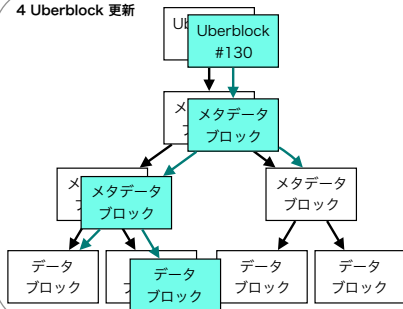 4 Uberblock 更新
Ub
Uberblock
#130
メ
メタデータ
ブロック
メ
メタデータ
ブロック
メタデータ
ブロック
データ
ブロック
データ
ブロック
データ
ブロック
データ
ブロック